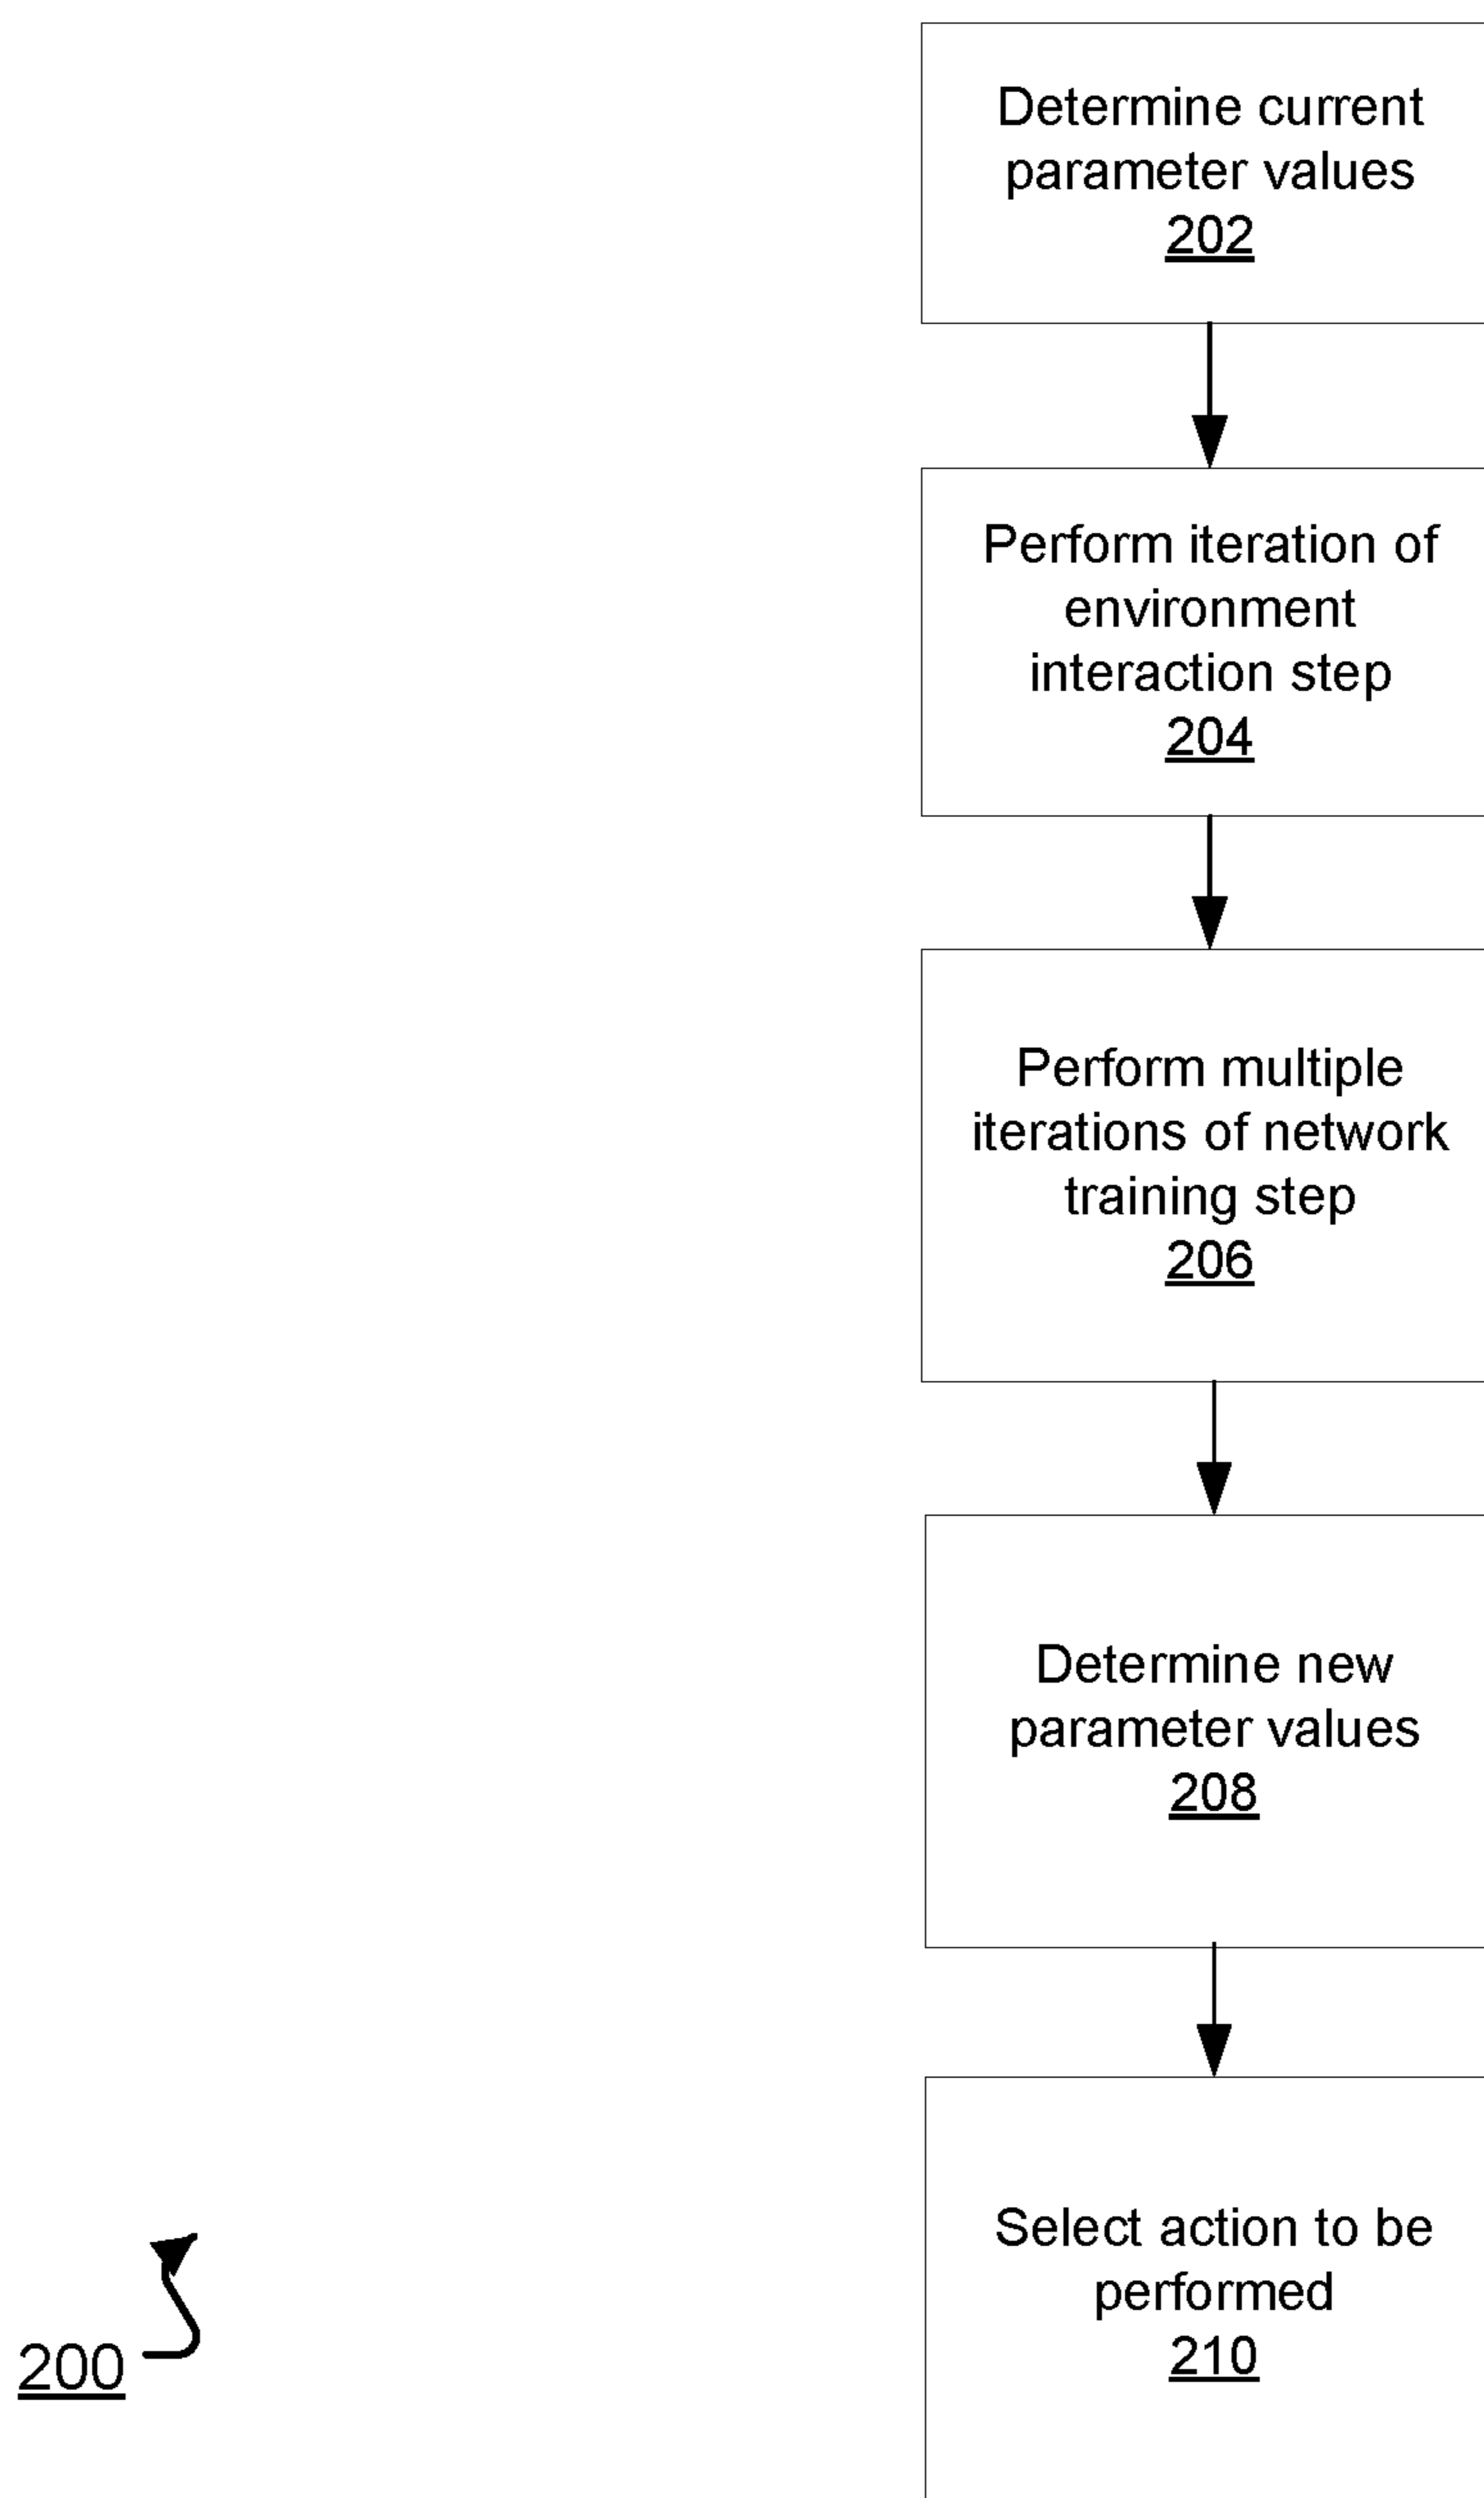 Determine current
parameter values
202
Perform iteration of
environment
interaction step
204
Perform multiple
iterations of network
training step
206
Determine new
parameter values
208
Select action to be
performed
210
200